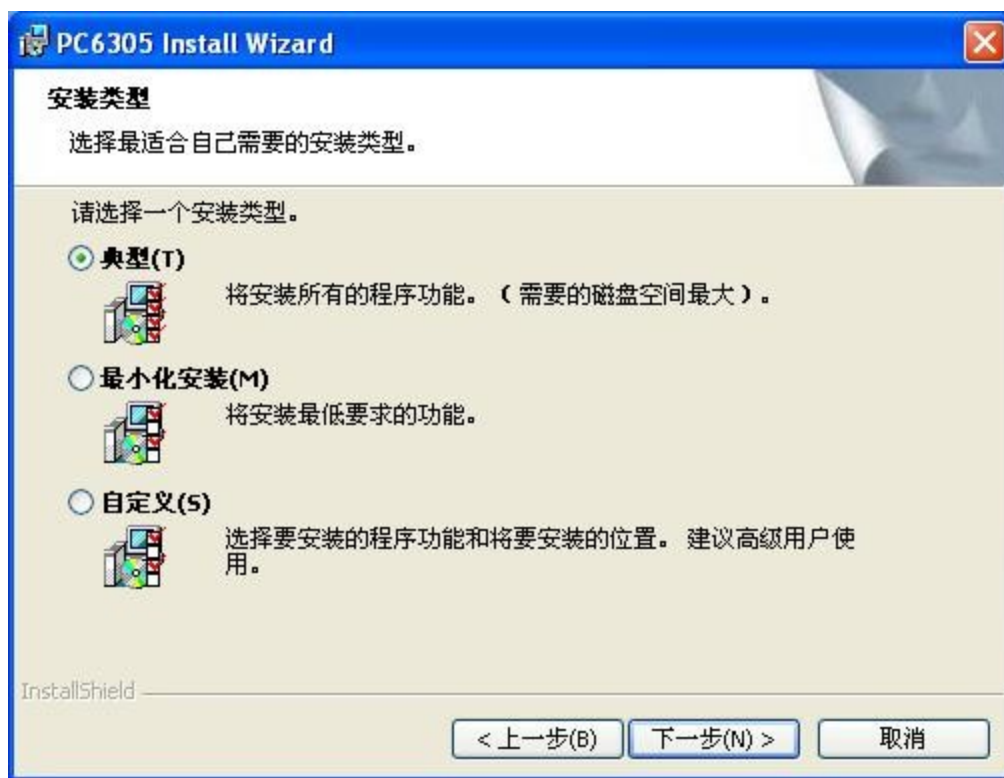 PC6305 Install Wizard
安装类型
选择最适合自己需要的安装类型。
请选择一个安装类型。
典型(T)
将安装所有的程序功能。（需要的磁盘空间最大）。
最小化安装(M)
将安装最低要求的功能。
自定义(S)
选择要安装的程序功能和将要安装的位置。 建议高级用户使
用。
InstallShield
< 上一步(B) 下一步(N) > 取消